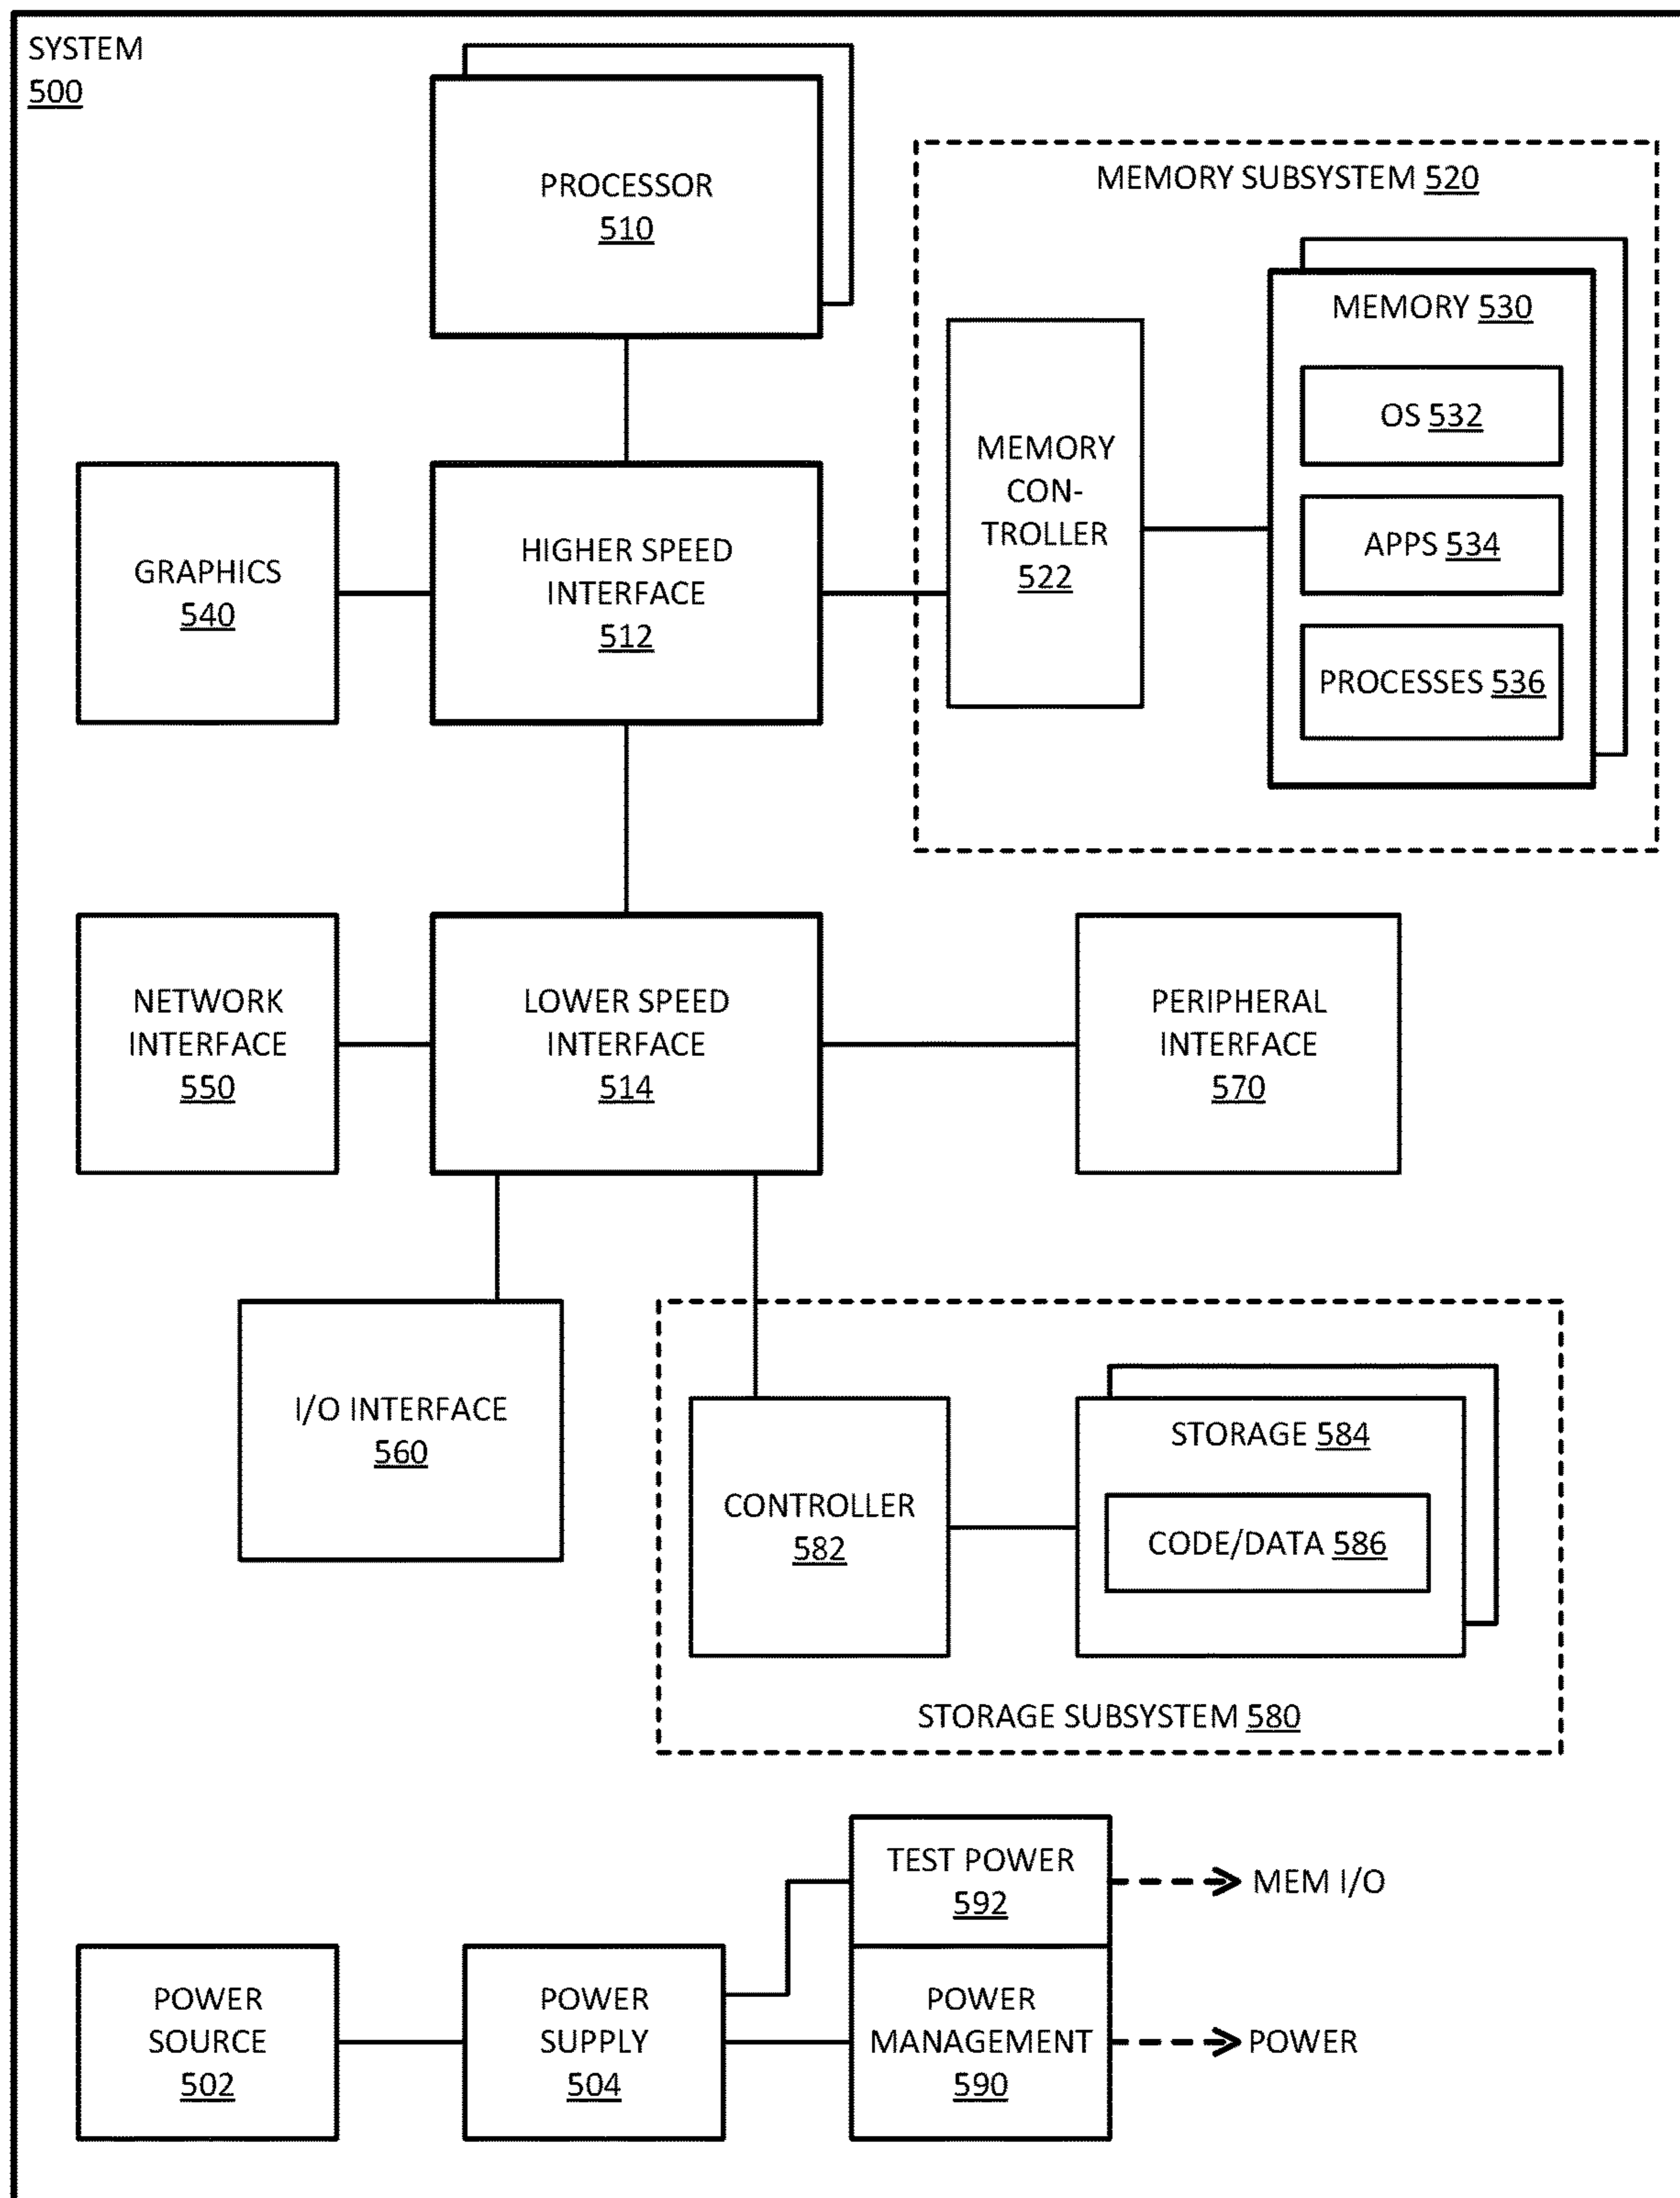 SYSTEM
500
PROCESSOR
510
MEMORY SUBSYSTEM 520
MEMORY 530
OS 532
APPS 534
PROCESSES 536
MEMORY
CON-
TROLLER
522
GRAPHICS
540
HIGHER SPEED
INTERFACE
512
NETWORK
INTERFACE
550
LOWER SPEED
INTERFACE
514
PERIPHERAL
INTERFACE
570
I/O INTERFACE
560
CONTROLLER
582
STORAGE 584
CODE/DATA 586
STORAGE SUBSYSTEM 580
TEST POWER
592
MEM I/O
POWER
SOURCE
502
POWER
SUPPLY
504
POWER
MANAGEMENT
590
POWER